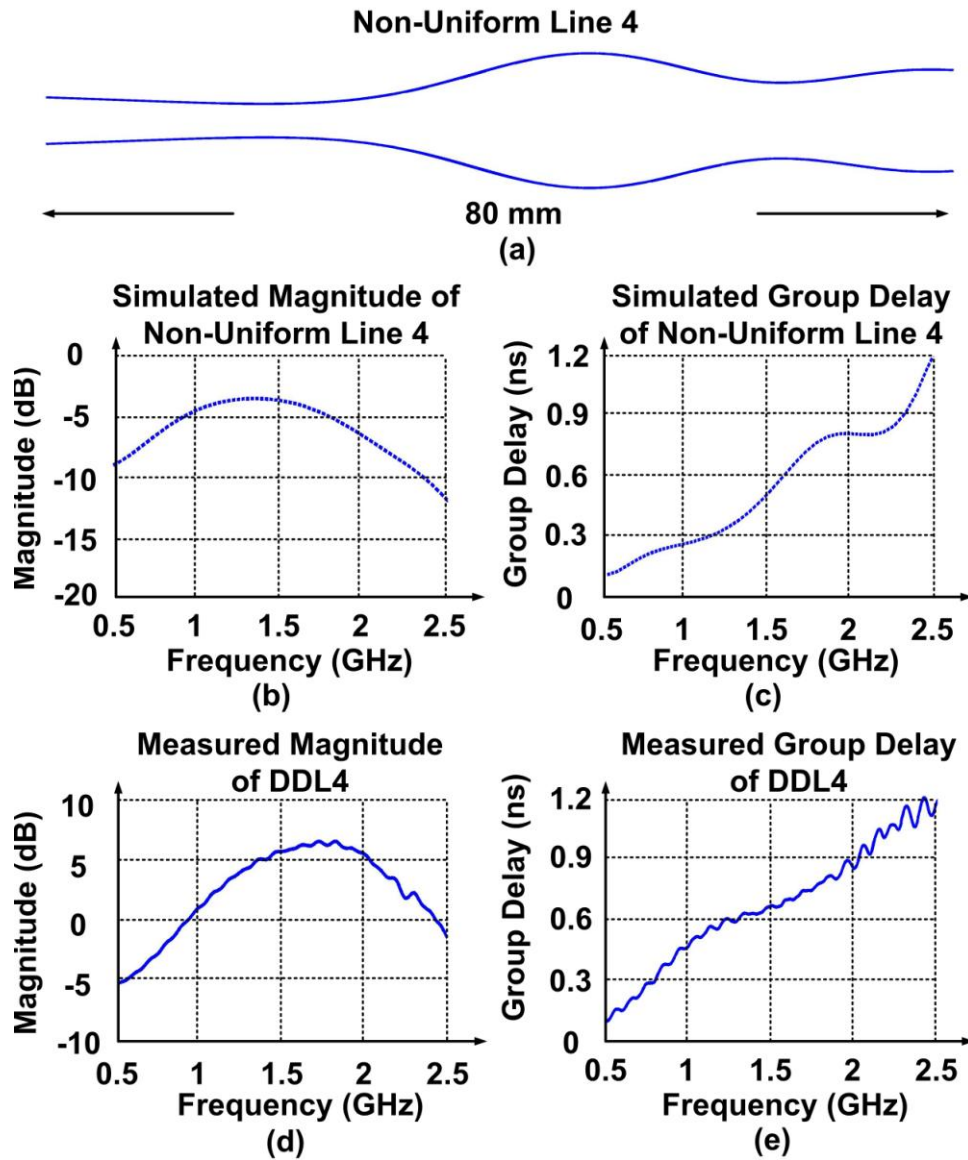 Non-Uniform Line 4
80 mm
(a)
Simulated Magnitude of
Non-Uniform Line 4
Magnitude (dB)
0
-5
-10
-15
-20
0.5 1 1.5 2 2.5
Frequency (GHz)
(b)
Simulated Group Delay
of Non-Uniform Line 4
Group Delay (ns)
1.2
0.9
0.6
0.3
0
0.5 1 1.5 2 2.5
Frequency (GHz)
(c)
Measured Magnitude
of DDL4
Magnitude (dB)
10
5
0
-5
-10
0.5 1 1.5 2 2.5
Frequency (GHz)
(d)
Measured Group Delay
of DDL4
Group Delay (ns)
1.2
0.9
0.6
0.3
0
0.5 1 1.5 2 2.5
Frequency (GHz)
(e)